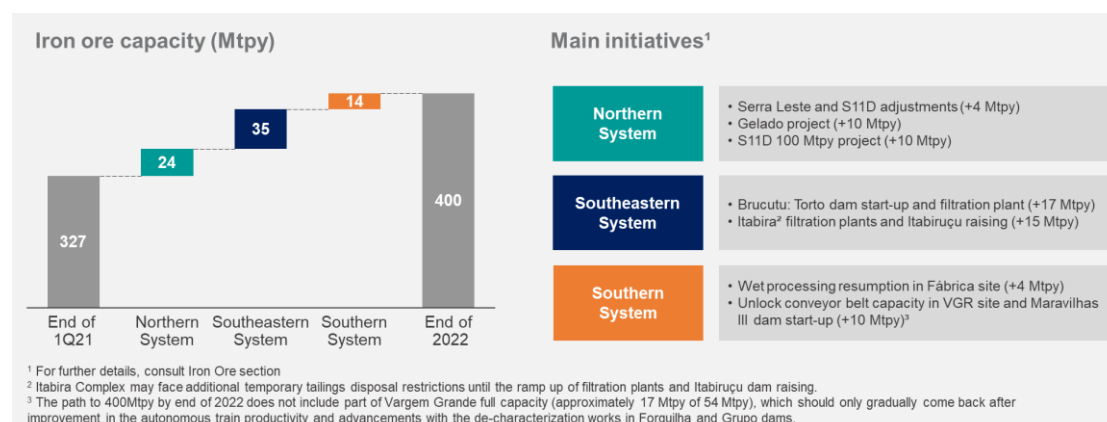 Iron ore capacity (Mtpy)
Main initiatives¹
327
24
35
14
400
End of
1Q21
Northern
System
Southeastern
System
Southern
System
End of
2022
Northern
System
• Serra Leste and S11D adjustments (+4 Mtpy)
• Gelado project (+10 Mtpy)
• S11D 100 Mtpy project (+10 Mtpy)
Southeastern
System
• Brucutu: Torto dam start-up and filtration plant (+17 Mtpy)
• Itabira² filtration plants and Itabiruçu raising (+15 Mtpy)
Southern
System
• Wet processing resumption in Fábrica site (+4 Mtpy)
• Unlock conveyor belt capacity in VGR site and Maravilhas
III dam start-up (+10 Mtpy)³
¹ For further details, consult Iron Ore section
² Itabira Complex may face additional temporary tailings disposal restrictions until the ramp up of filtration plants and Itabiruçu dam raising.
³ The path to 400Mtpy by end of 2022 does not include part of Vargem Grande full capacity (approximately 17 Mtpy of 54 Mtpy), which should only gradually come back after
improvement in the autonomous train productivity and advancements with the de-characterization works in Forquilha and Grupo dams.